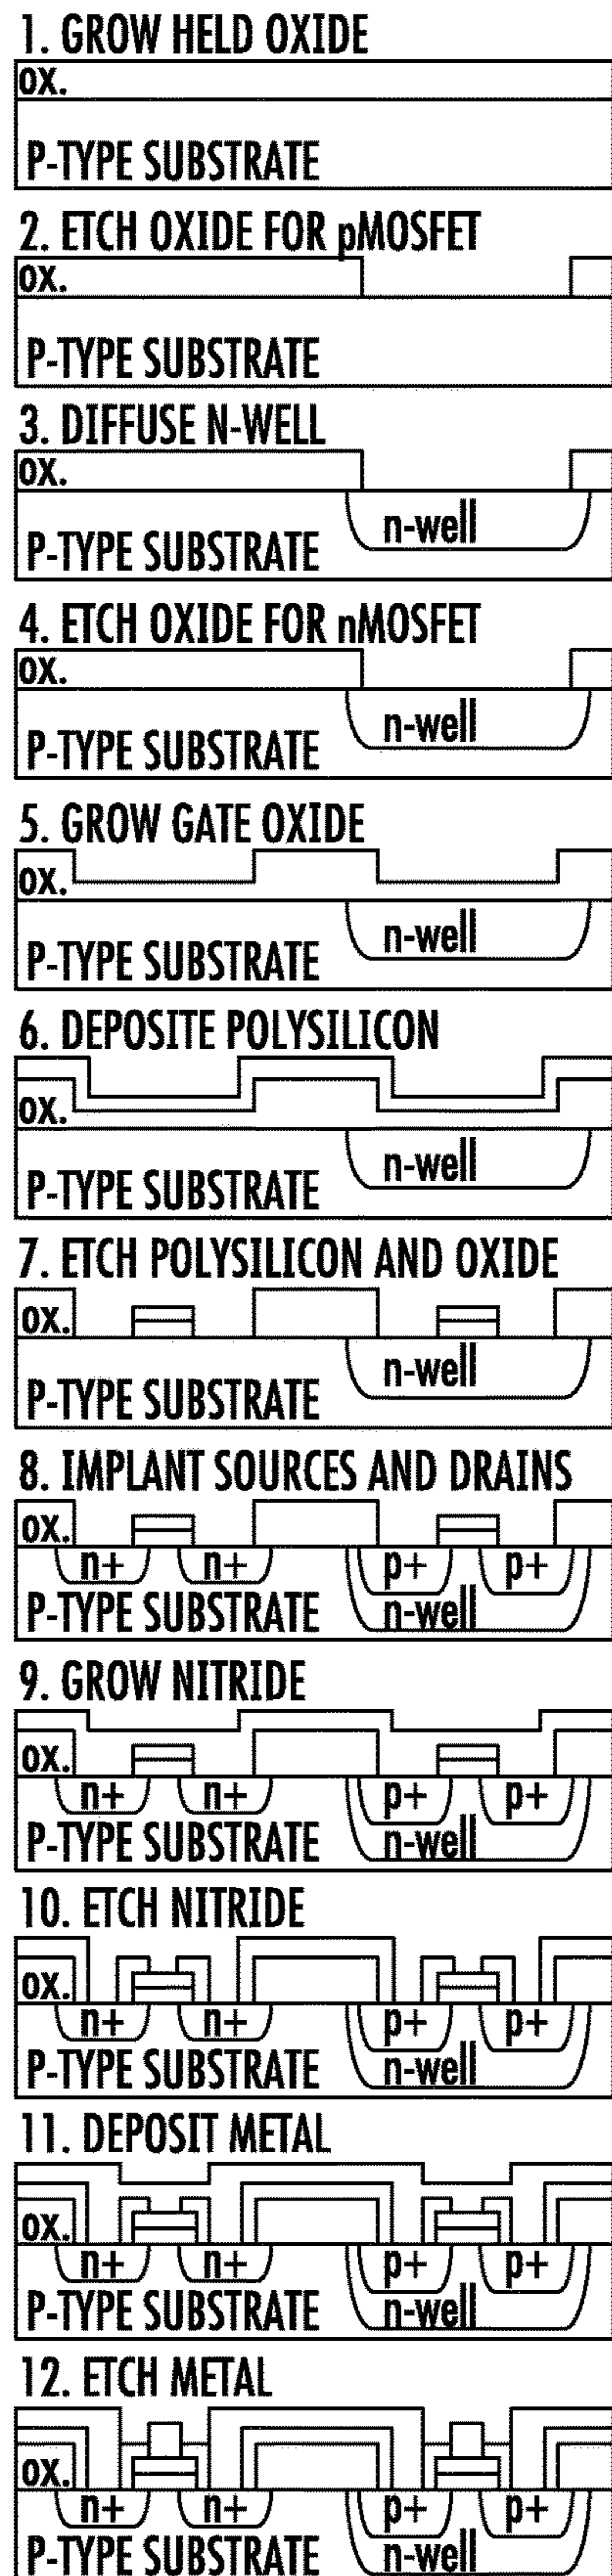 1. GROW HELD OXIDE
OX.
P-TYPE SUBSTRATE
2. ETCH OXIDE FOR pMOSFET
OX.
P-TYPE SUBSTRATE
3. DIFFUSE N-WELL
OX.
n-well
P-TYPE SUBSTRATE
4. ETCH OXIDE FOR nMOSFET
OX.
n-well
P-TYPE SUBSTRATE
5. GROW GATE OXIDE
OX.
n-well
P-TYPE SUBSTRATE
6. DEPOSITE POLYSILICON
OX.
n-well
P-TYPE SUBSTRATE
7. ETCH POLYSILICON AND OXIDE
OX.
n-well
P-TYPE SUBSTRATE
8. IMPLANT SOURCES AND DRAINS
OX.
n+ n+ p+ p+
P-TYPE SUBSTRATE n-well
9. GROW NITRIDE
OX.
n+ n+ p+ p+
P-TYPE SUBSTRATE n-well
10. ETCH NITRIDE
OX.
n+ n+ p+ p+
P-TYPE SUBSTRATE n-well
11. DEPOSIT METAL
OX.
n+ n+ p+ p+
P-TYPE SUBSTRATE n-well
12. ETCH METAL
OX.
n+ n+ p+ p+
P-TYPE SUBSTRATE n-well